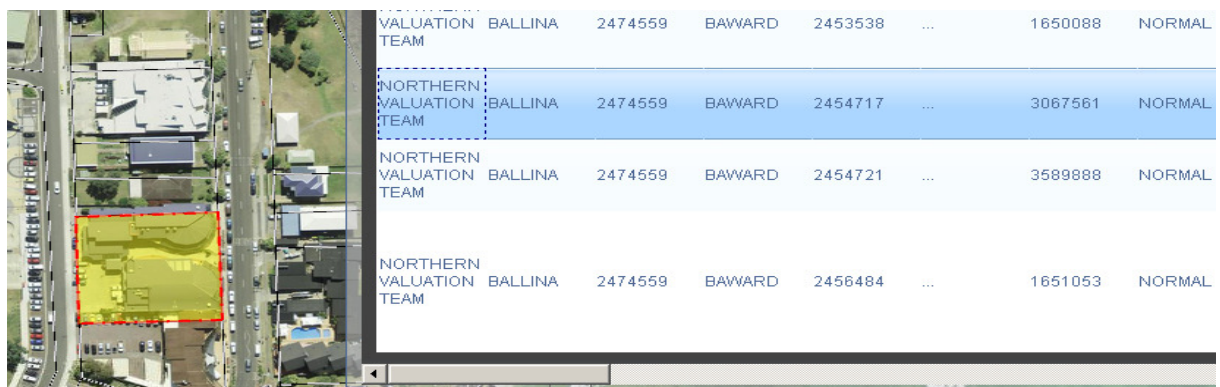 NORTHERN
VALUATION BALLINA 2474559 BAWARD 2453538 ... 1650088 NORMAL
TEAM
NORTHERN
VALUATION BALLINA 2474559 BAWARD 2454717 ... 3067561 NORMAL
TEAM
NORTHERN
VALUATION BALLINA 2474559 BAWARD 2454721 ... 3589888 NORMAL
TEAM
NORTHERN
VALUATION BALLINA 2474559 BAWARD 2456484 ... 1651053 NORMAL
TEAM